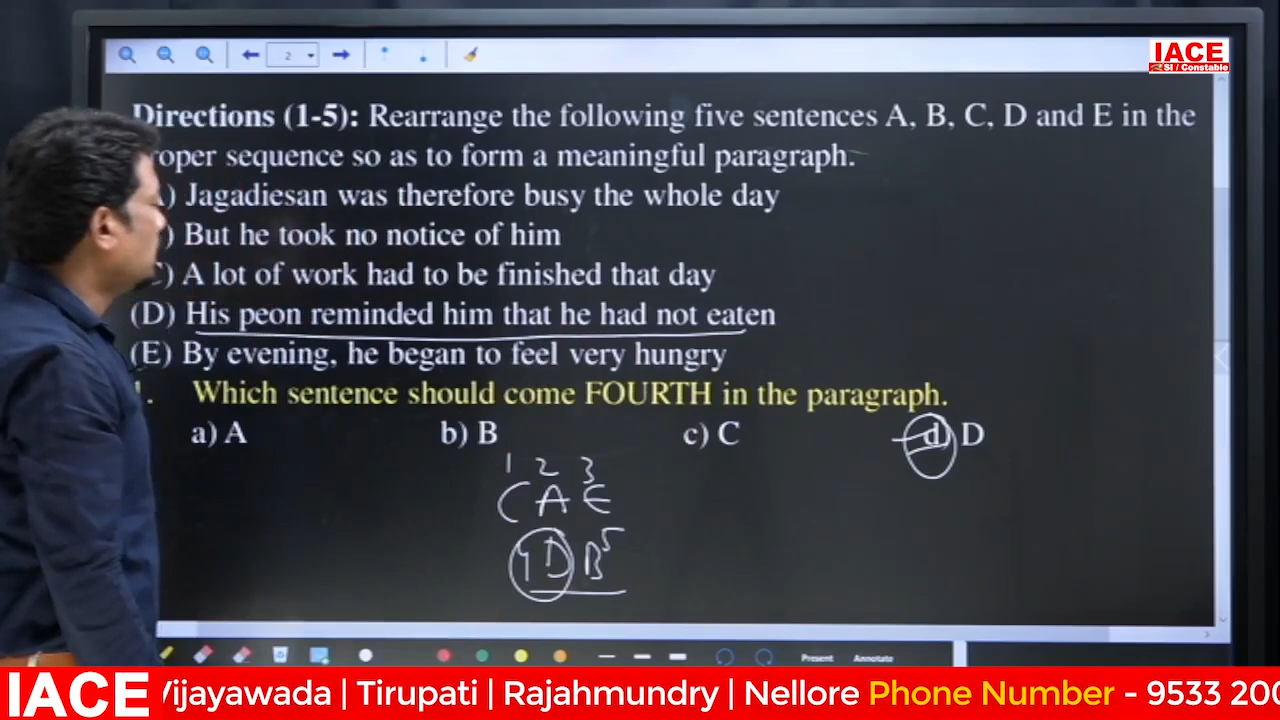 2
IACE
SI / Constable
Directions (1-5): Rearrange the following five sentences A, B, C, D and E in the
roper sequence so as to form a meaningful paragraph.
) Jagadiesan was therefore busy the whole day
) But he took no notice of him
C) A lot of work had to be finished that day
(D) His peon reminded him that he had not eaten
(E) By evening, he began to feel very hungry
1. Which sentence should come FOURTH in the paragraph.
a) A b) B c) C d) D
1 2 3
C A E
D B 5
Present Annotate
IACE Vijayawada | Tirupati | Rajahmundry | Nellore Phone Number - 9533 200